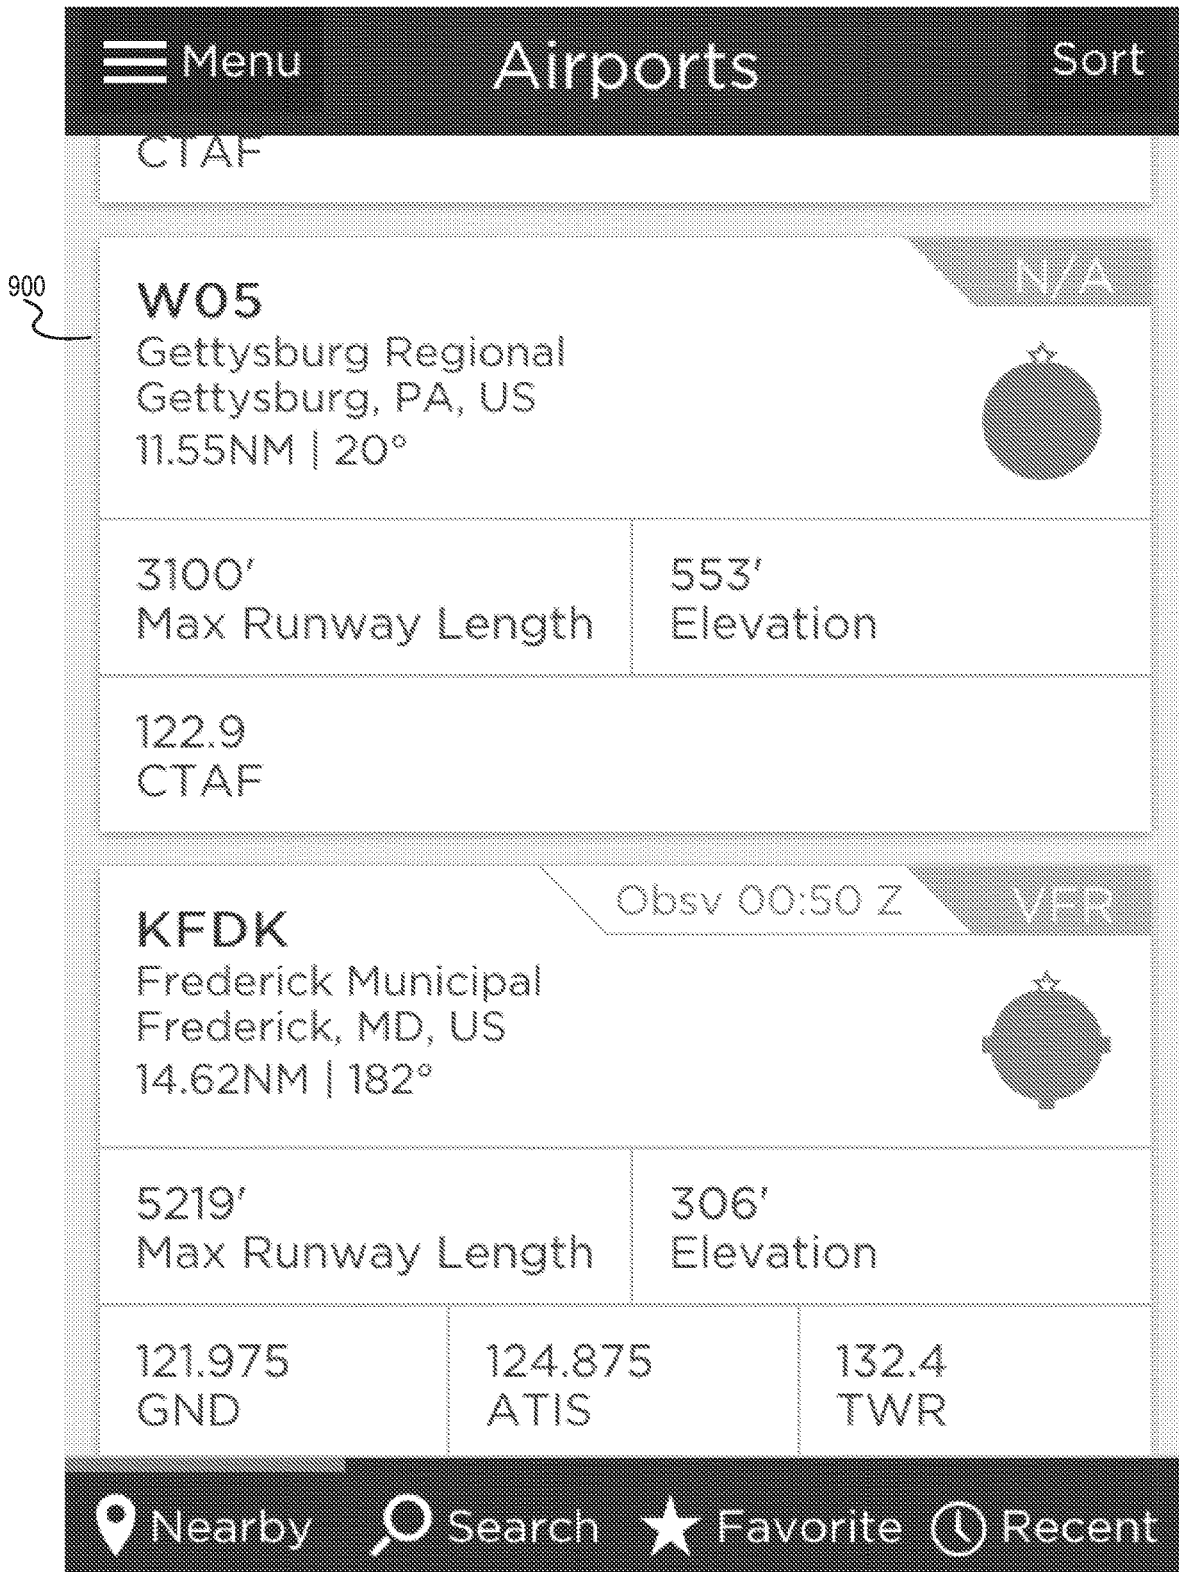 Menu
Airports
Sort
CTAF
900
N/A
W05
Gettysburg Regional
Gettysburg, PA, US
11.55NM | 20°
3100'
Max Runway Length
553'
Elevation
122.9
CTAF
Obsv 00:50 Z
VFR
KFDK
Frederick Municipal
Frederick, MD, US
14.62NM | 182°
5219'
Max Runway Length
306'
Elevation
121.975
GND
124.875
ATIS
132.4
TWR
Nearby
Search
Favorite
Recent